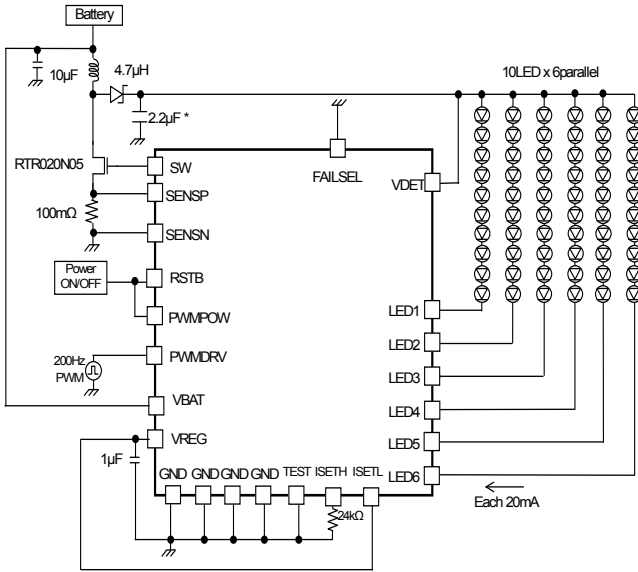 Battery
10µF
4.7µH
10LED x 6parallel
2.2µF *
RTR020N05
SW
FAILSEL
SENSP
VDET
100mΩ
SENSN
Power
ON/OFF
RSTB
PWMPOW
LED1
LED2
200Hz
PWM
PWMDRV
LED3
VBAT
LED4
VREG
LED5
1µF
GND GND GND GND TEST ISETH ISETL
LED6
24kΩ
Each 20mA